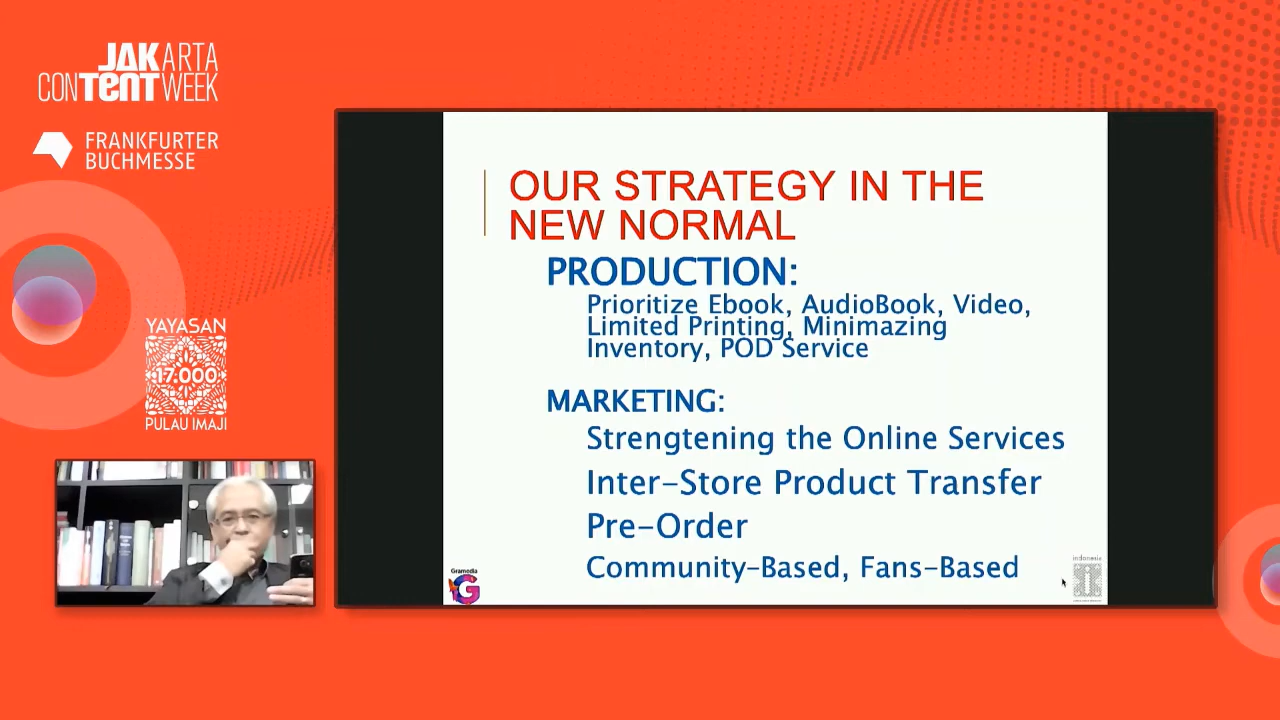 JAKARTA
CONTENT WEEK
FRANKFURTER
BUCHMESSE
YAYASAN
17.000
PULAU IMAJI
OUR STRATEGY IN THE
NEW NORMAL
PRODUCTION:
Prioritize Ebook, AudioBook, Video,
Limited Printing, Minimazing
Inventory, POD Service
MARKETING:
Strengtening the Online Services
Inter-Store Product Transfer
Pre-Order
Community-Based, Fans-Based
Gramedia
G
indonesia
i